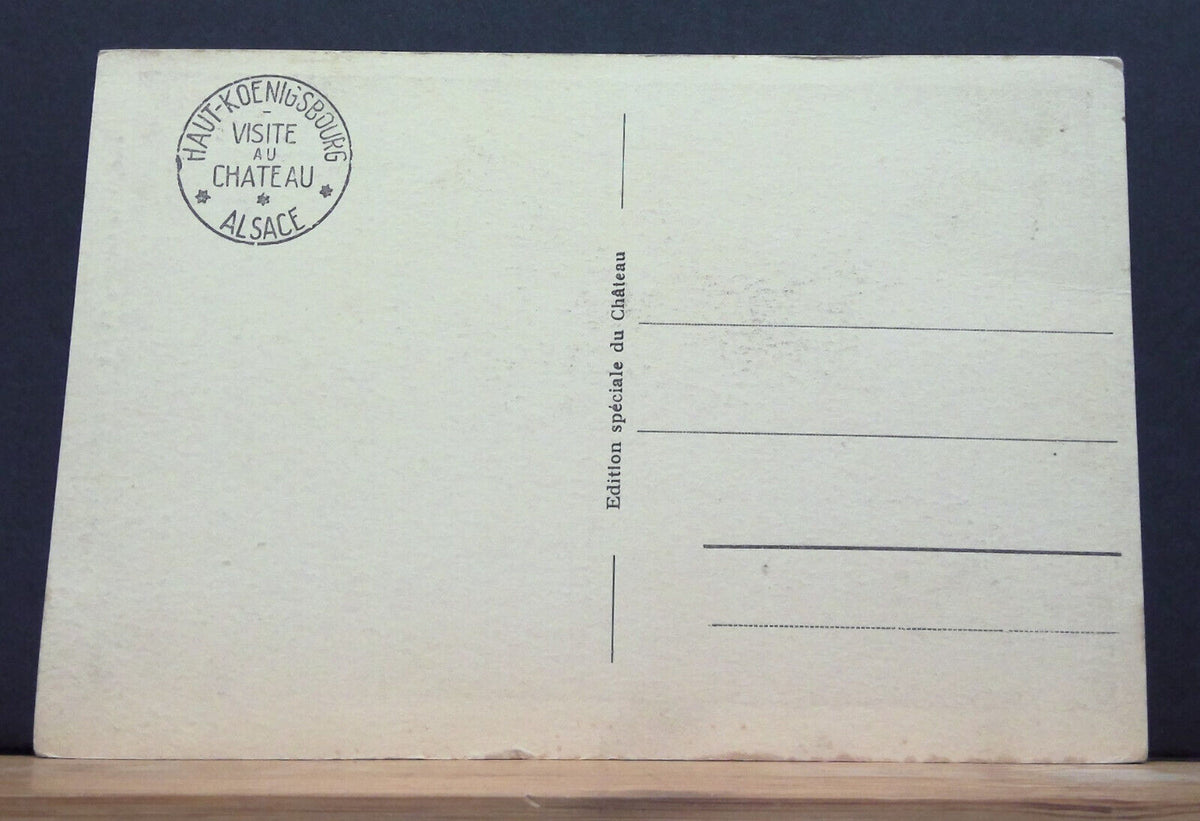 HAUT-KOENIGSBOURG
VISITE
AU
CHATEAU
ALSACE
Edition spéciale du Château